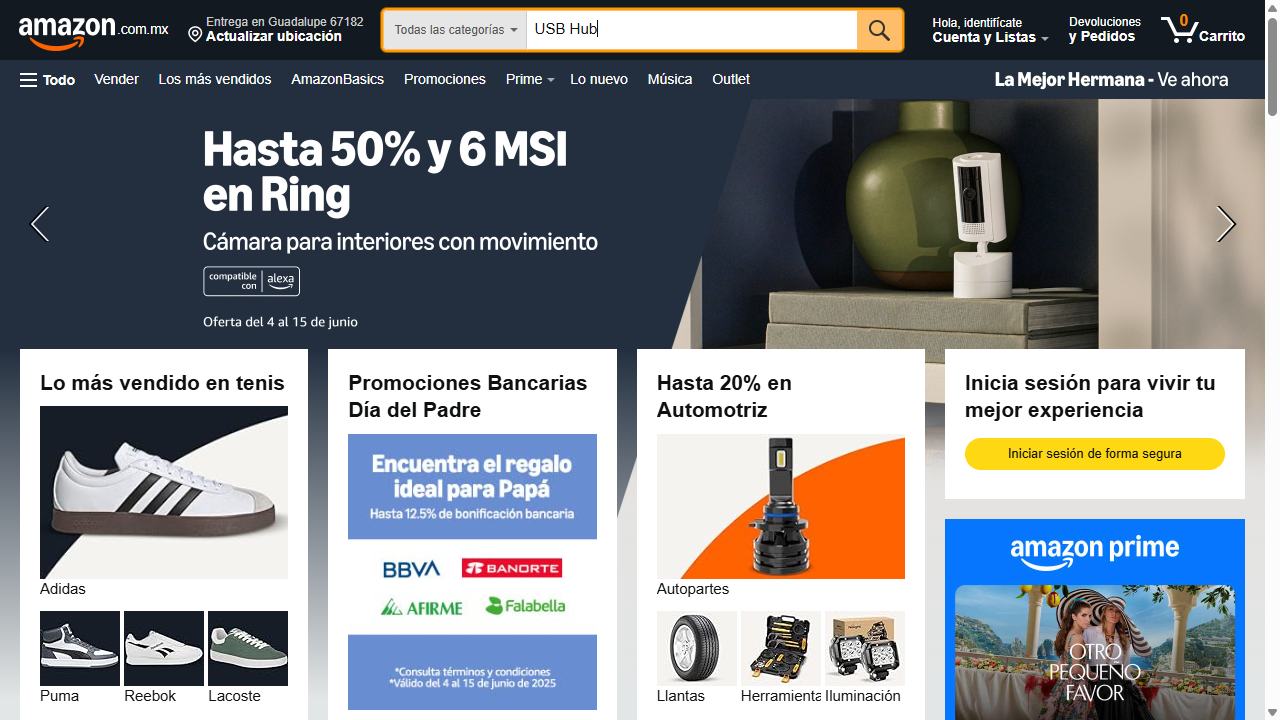 amazon.com.mx
Entrega en Guadalupe 67182
Actualizar ubicación
Todas las categorías
USB Hub
Hola, identifícate
Cuenta y Listas
Devoluciones
y Pedidos
0
Carrito
Todo
Vender
Los más vendidos
AmazonBasics
Promociones
Prime
Lo nuevo
Música
Outlet
La Mejor Hermana - Ve ahora
Hasta 50% y 6 MSI
en Ring
Cámara para interiores con movimiento
compatible
con
alexa
Oferta del 4 al 15 de junio
Lo más vendido en tenis
Adidas
Puma
Reebok
Lacoste
Promociones Bancarias
Día del Padre
Encuentra el regalo
ideal para Papá
Hasta 12.5% de bonificación bancaria
BBVA
BANORTE
AFIRME
Falabella
*Consulta términos y condiciones
*Válido del 4 al 15 de junio de 2025
Hasta 20% en
Automotriz
Autopartes
Llantas
Herramienta
Iluminación
Inicia sesión para vivir tu
mejor experiencia
Iniciar sesión de forma segura
amazon prime
OTRO
PEQUEÑO
FAVOR